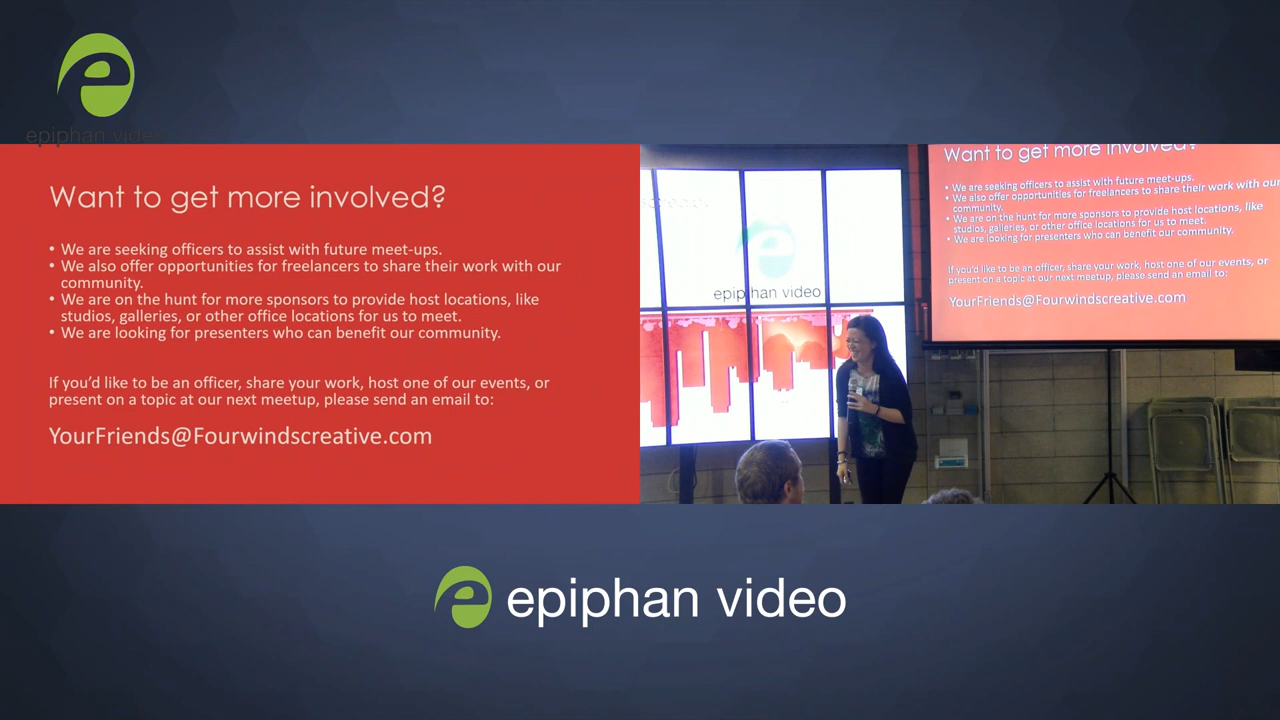 epiphan video
Want to get more involved?
• We are seeking officers to assist with future meet-ups.
• We also offer opportunities for freelancers to share their work with our
community.
• We are on the hunt for more sponsors to provide host locations, like
studios, galleries, or other office locations for us to meet.
• We are looking for presenters who can benefit our community.
If you’d like to be an officer, share your work, host one of our events, or
present on a topic at our next meetup, please send an email to:
YourFriends@Fourwindscreative.com
epiphan video
Want to get more involved?
• We are seeking officers to assist with future meet-ups.
• We also offer opportunities for freelancers to share their work with our
community.
• We are on the hunt for more sponsors to provide host locations, like
studios, galleries, or other office locations for us to meet.
• We are looking for presenters who can benefit our community.
If you’d like to be an officer, share your work, host one of our events, or
present on a topic at our next meetup, please send an email to:
YourFriends@Fourwindscreative.com
epiphan video